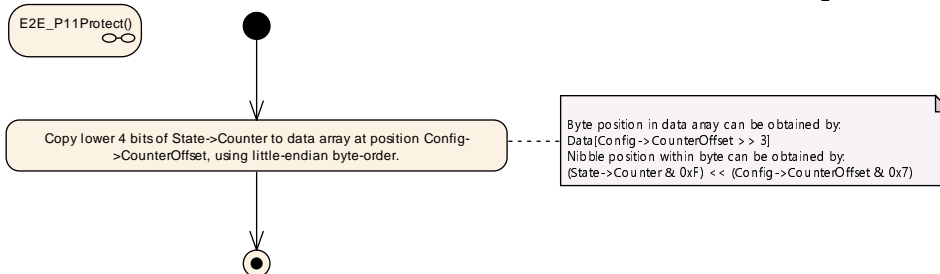 E2E_P11Protect()
Copy lower 4 bits of State->Counter to data array at position Config-
>CounterOffset, using little-endian byte-order.
Byte position in data array can be obtained by:
Data[Config->CounterOffset >> 3]
Nibble position within byte can be obtained by:
(State->Counter & 0xF) << (Config->CounterOffset & 0x7)